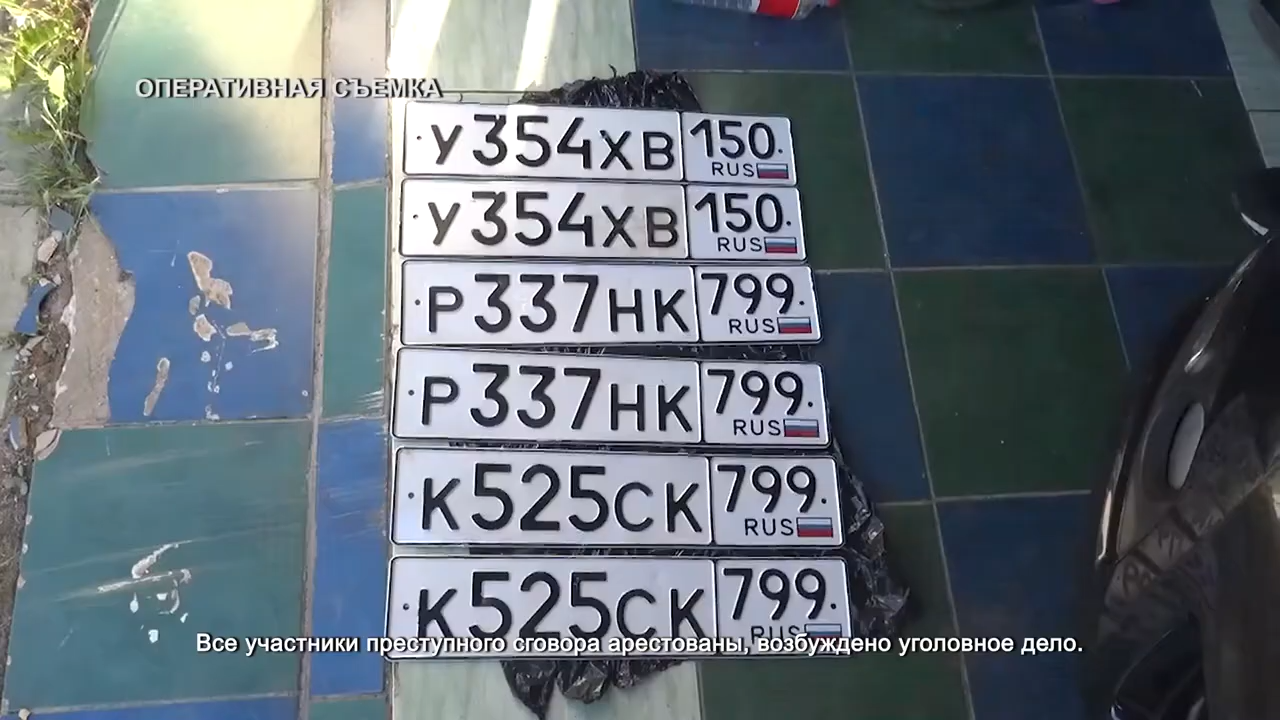 ОПЕРАТИВНАЯ СЪЕМКА
У354ХВ 150 RUS
У354ХВ 150 RUS
Р337НК 799 RUS
Р337НК 799 RUS
К525СК 799 RUS
К525СК 799 RUS
Все участники преступного сговора арестованы, возбуждено уголовное дело.